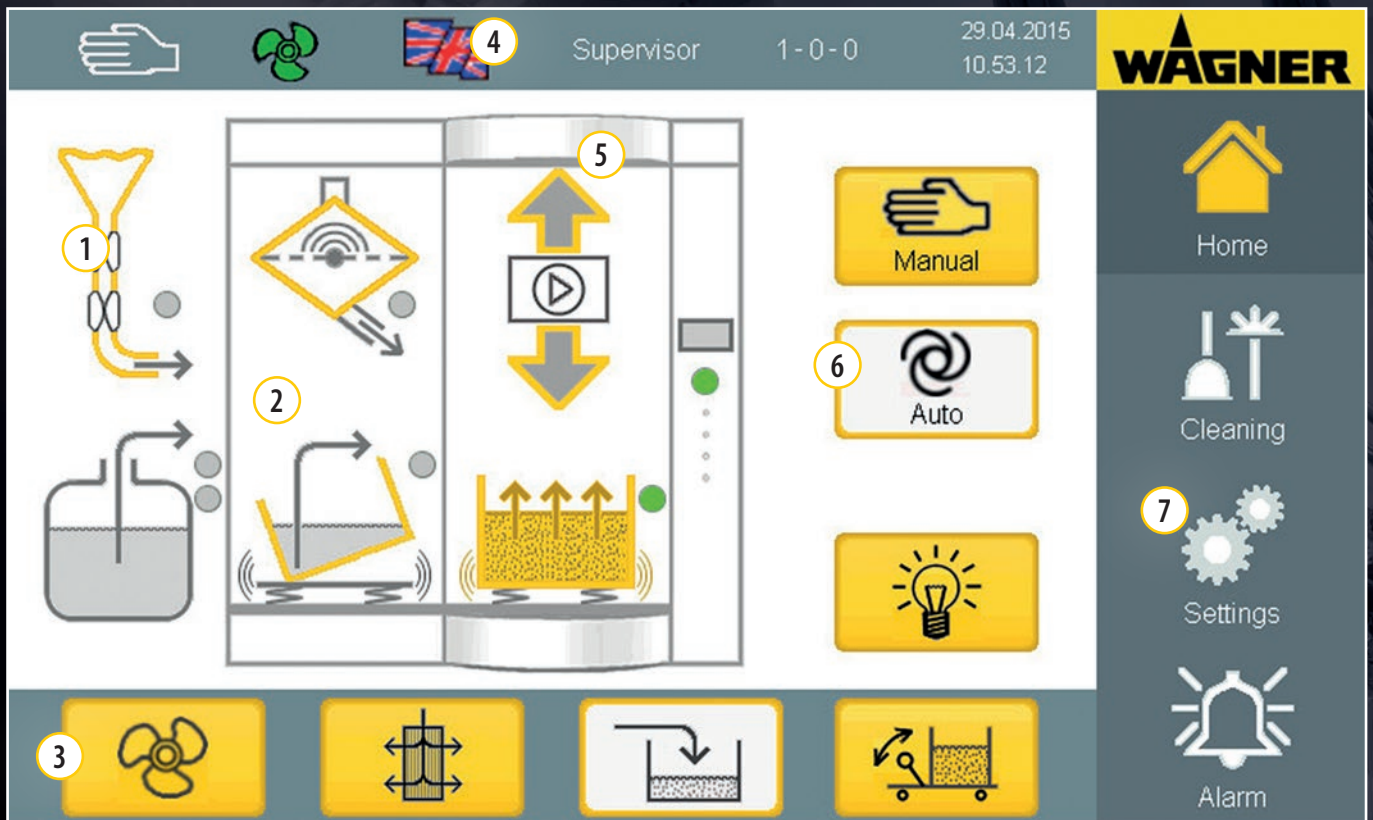 4
Supervisor
1 - 0 - 0
29.04.2015
10.53.12
WAGNER
1
5
Manual
Home
2
6
Auto
Cleaning
7
Settings
3
Alarm